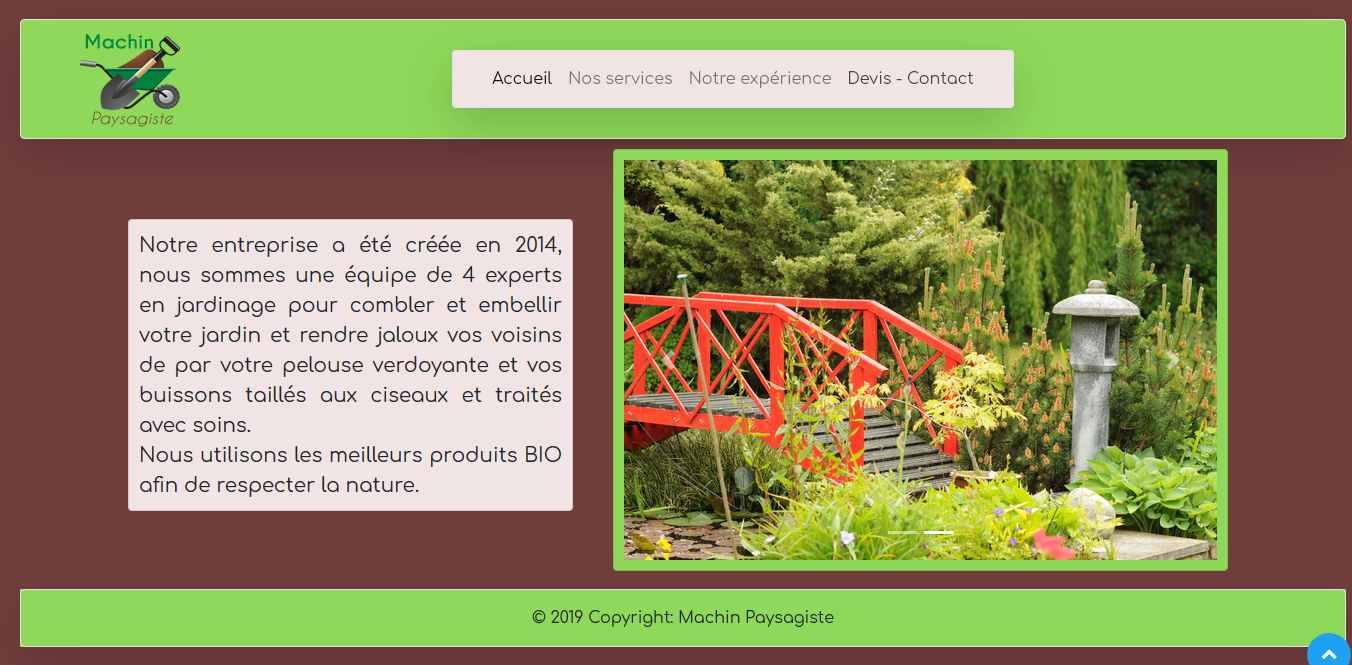 Machin
Paysagiste
Accueil Nos services Notre expérience Devis - Contact
Notre entreprise a été créée en 2014,
nous sommes une équipe de 4 experts
en jardinage pour combler et embellir
votre jardin et rendre jaloux vos voisins
de par votre pelouse verdoyante et vos
buissons taillés aux ciseaux et traités
avec soins.
Nous utilisons les meilleurs produits BIO
afin de respecter la nature.
© 2019 Copyright: Machin Paysagiste